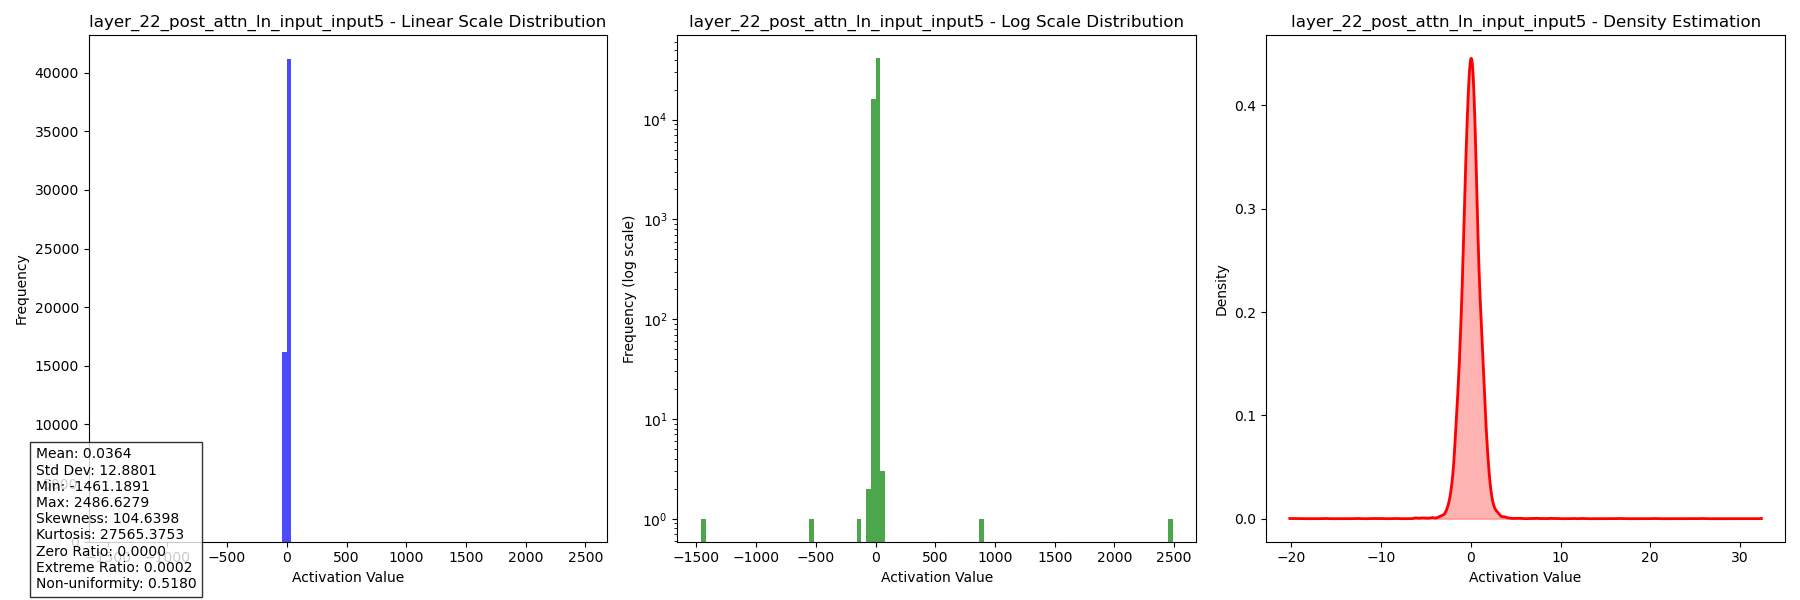 layer_22_post_attn_ln_input_input5 - Linear Scale Distribution
40000
35000
30000
25000
20000
15000
10000
5000
0
Frequency
−1500 −1000 −500 0 500 1000 1500 2000 2500
Activation Value
Mean: 0.0364
Std Dev: 12.8801
Min: -1461.1891
Max: 2486.6279
Skewness: 104.6398
Kurtosis: 27565.3753
Zero Ratio: 0.0000
Extreme Ratio: 0.0002
Non-uniformity: 0.5180
layer_22_post_attn_ln_input_input5 - Log Scale Distribution
10⁴
10³
10²
10¹
10⁰
Frequency (log scale)
−1500 −1000 −500 0 500 1000 1500 2000 2500
Activation Value
layer_22_post_attn_ln_input_input5 - Density Estimation
0.4
0.3
0.2
0.1
0.0
Density
−20 −10 0 10 20 30
Activation Value